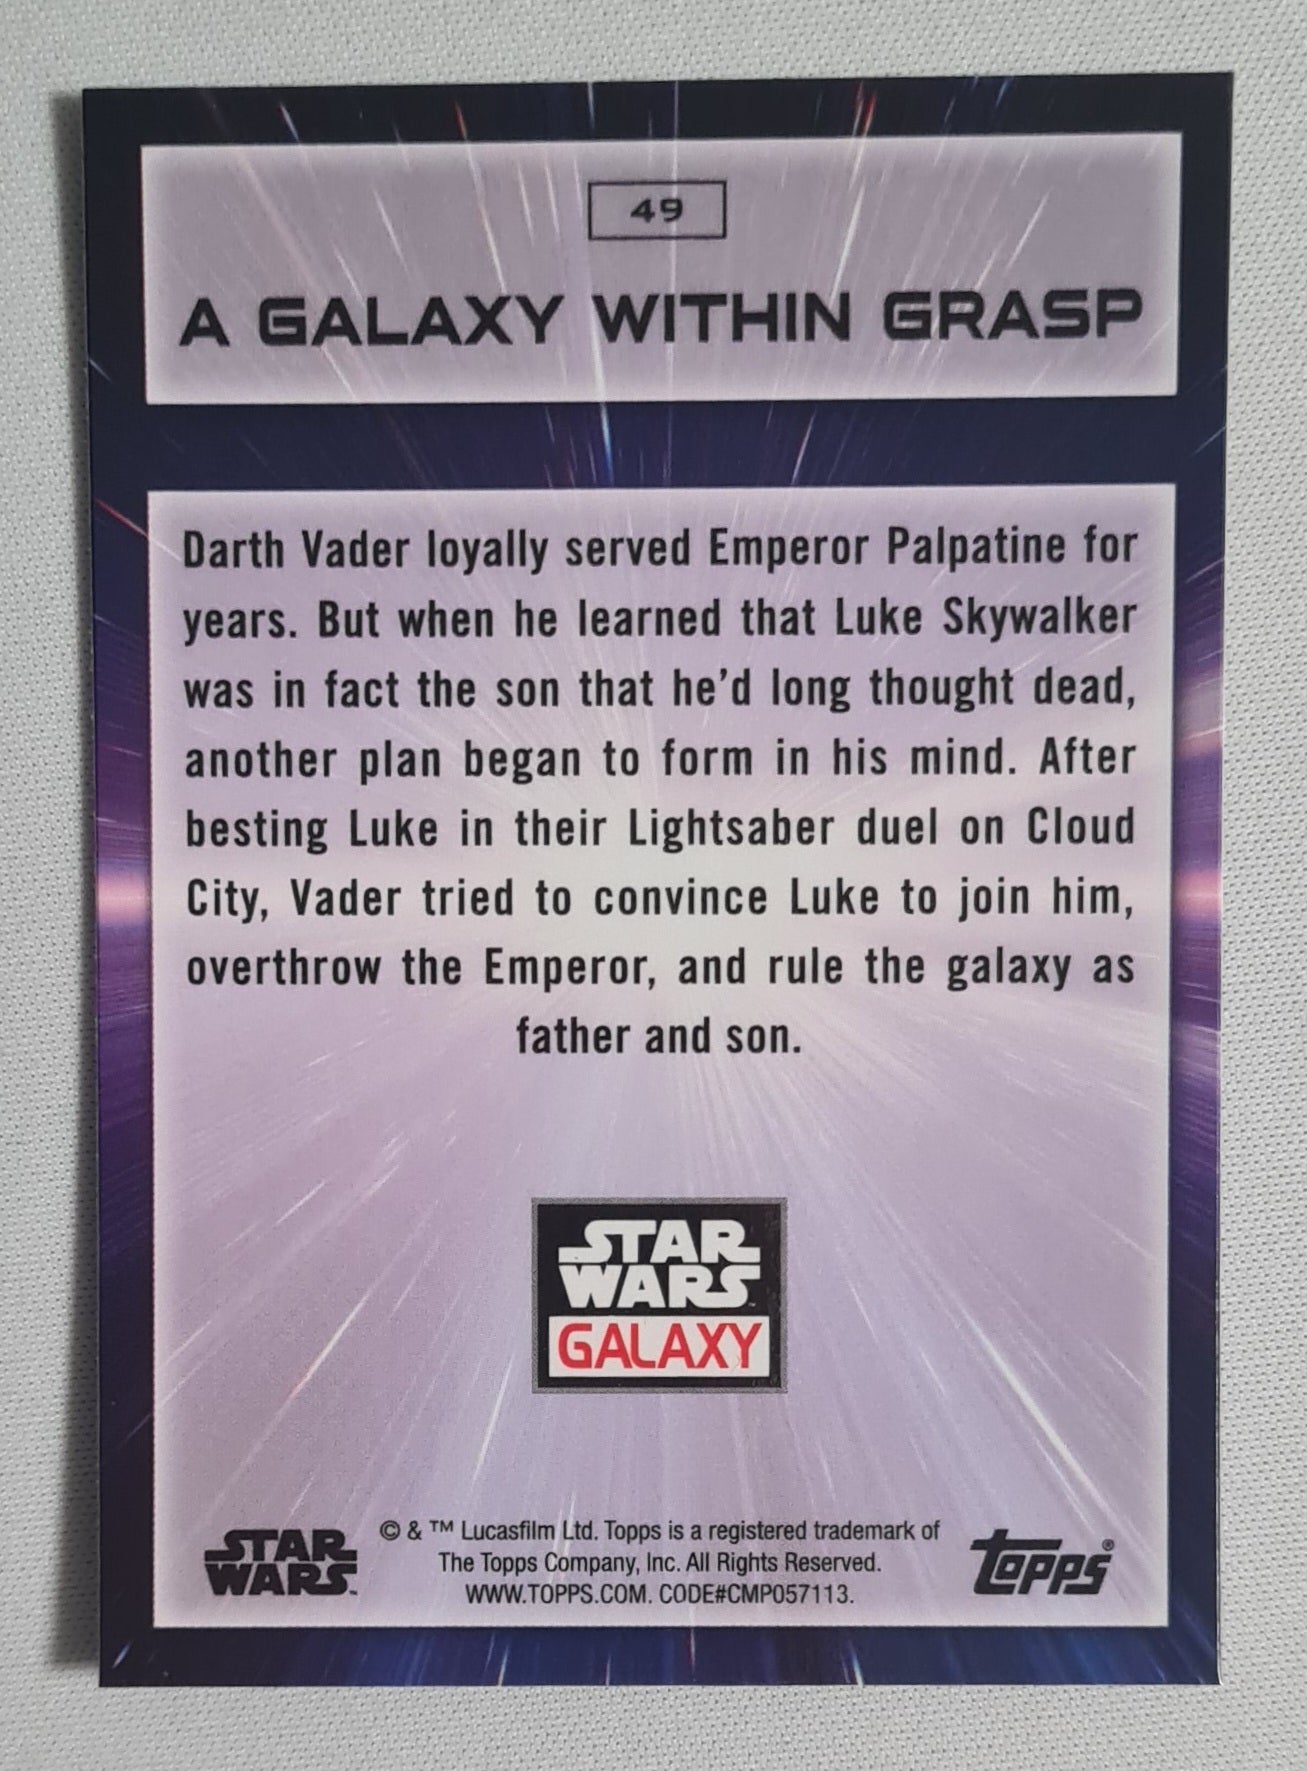 49
A GALAXY WITHIN GRASP
Darth Vader loyally served Emperor Palpatine for
years. But when he learned that Luke Skywalker
was in fact the son that he’d long thought dead,
another plan began to form in his mind. After
besting Luke in their Lightsaber duel on Cloud
City, Vader tried to convince Luke to join him,
overthrow the Emperor, and rule the galaxy as
father and son.
STAR
WARS
GALAXY
STAR
WARS™
© & ™ Lucasfilm Ltd. Topps is a registered trademark of
The Topps Company, Inc. All Rights Reserved.
WWW.TOPPS.COM. CODE#CMP057113.
topps®